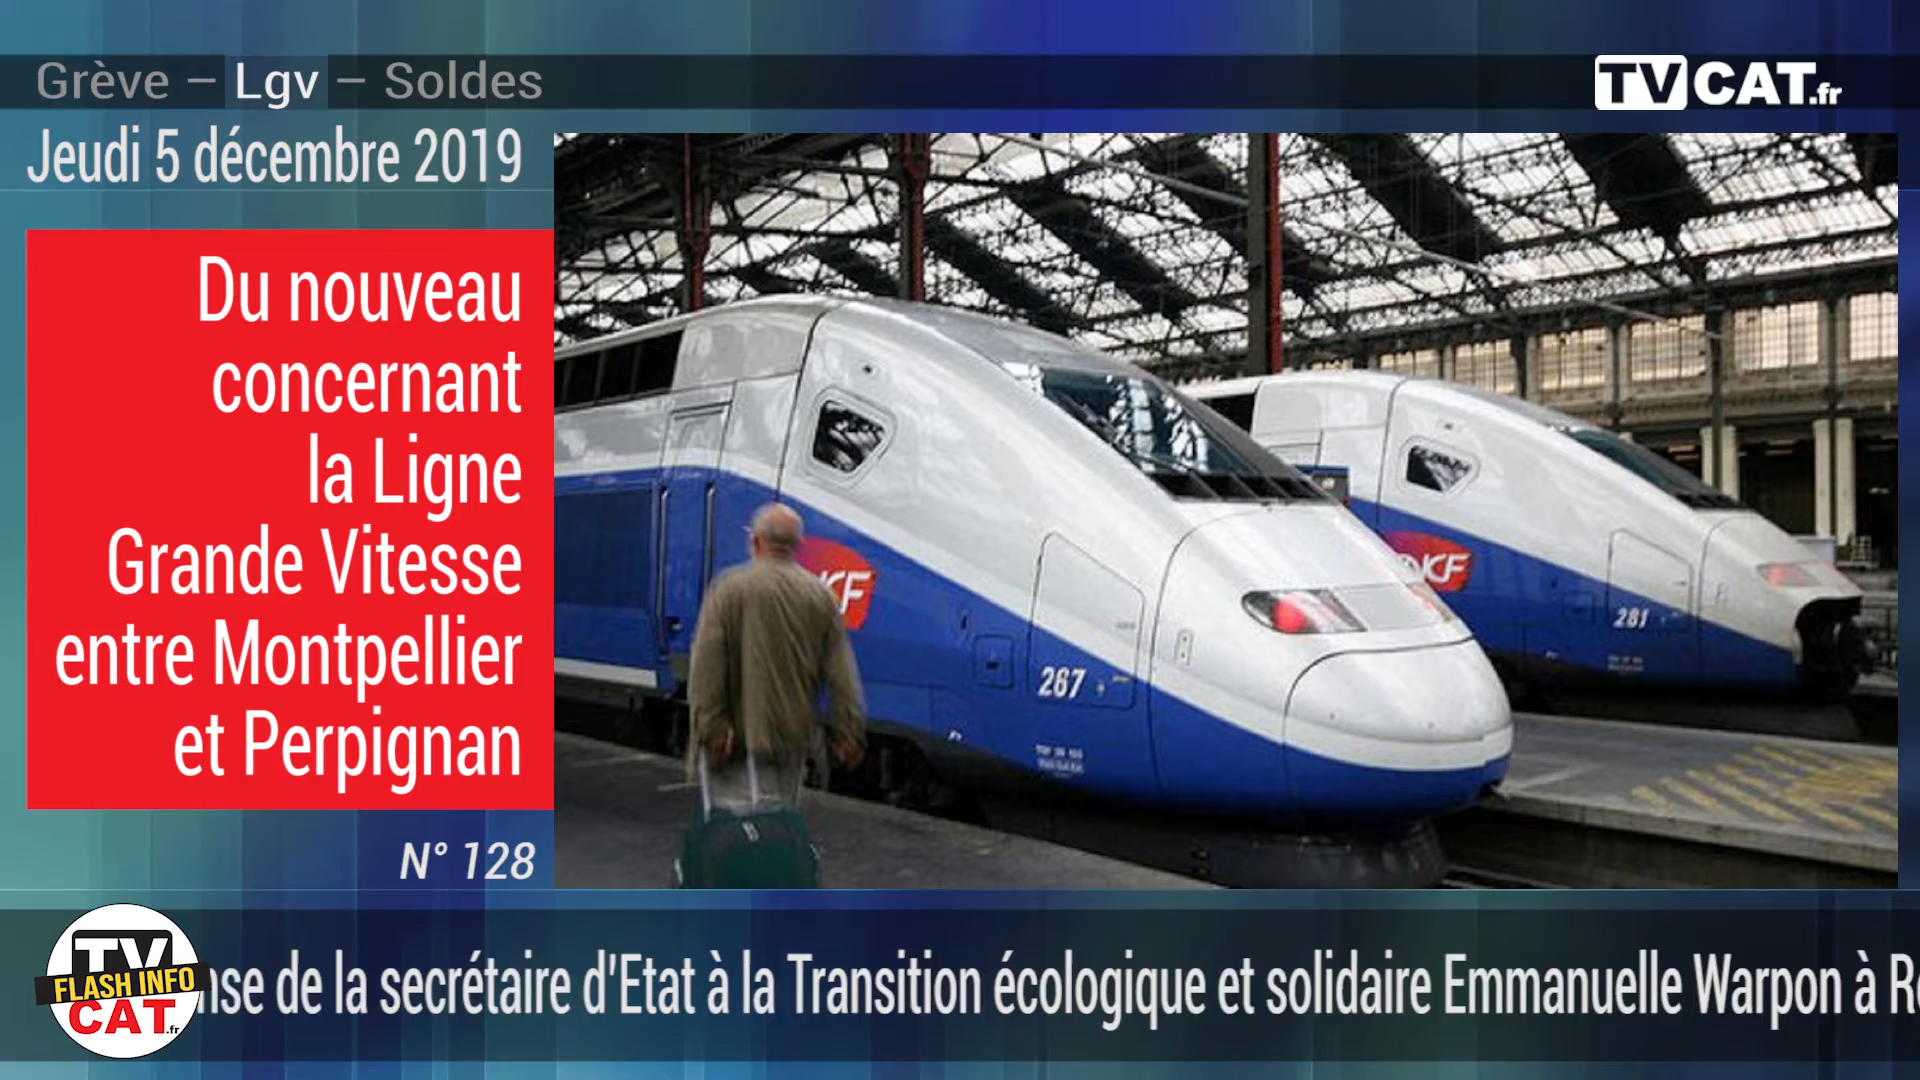 Grève – Lgv – Soldes
TVCAT.fr
Jeudi 5 décembre 2019
Du nouveau
concernant
la Ligne
Grande Vitesse
entre Montpellier
et Perpignan
267
281
N° 128
TV
FLASH INFO
CAT.fr
nse de la secrétaire d'Etat à la Transition écologique et solidaire Emmanuelle Warpon à R